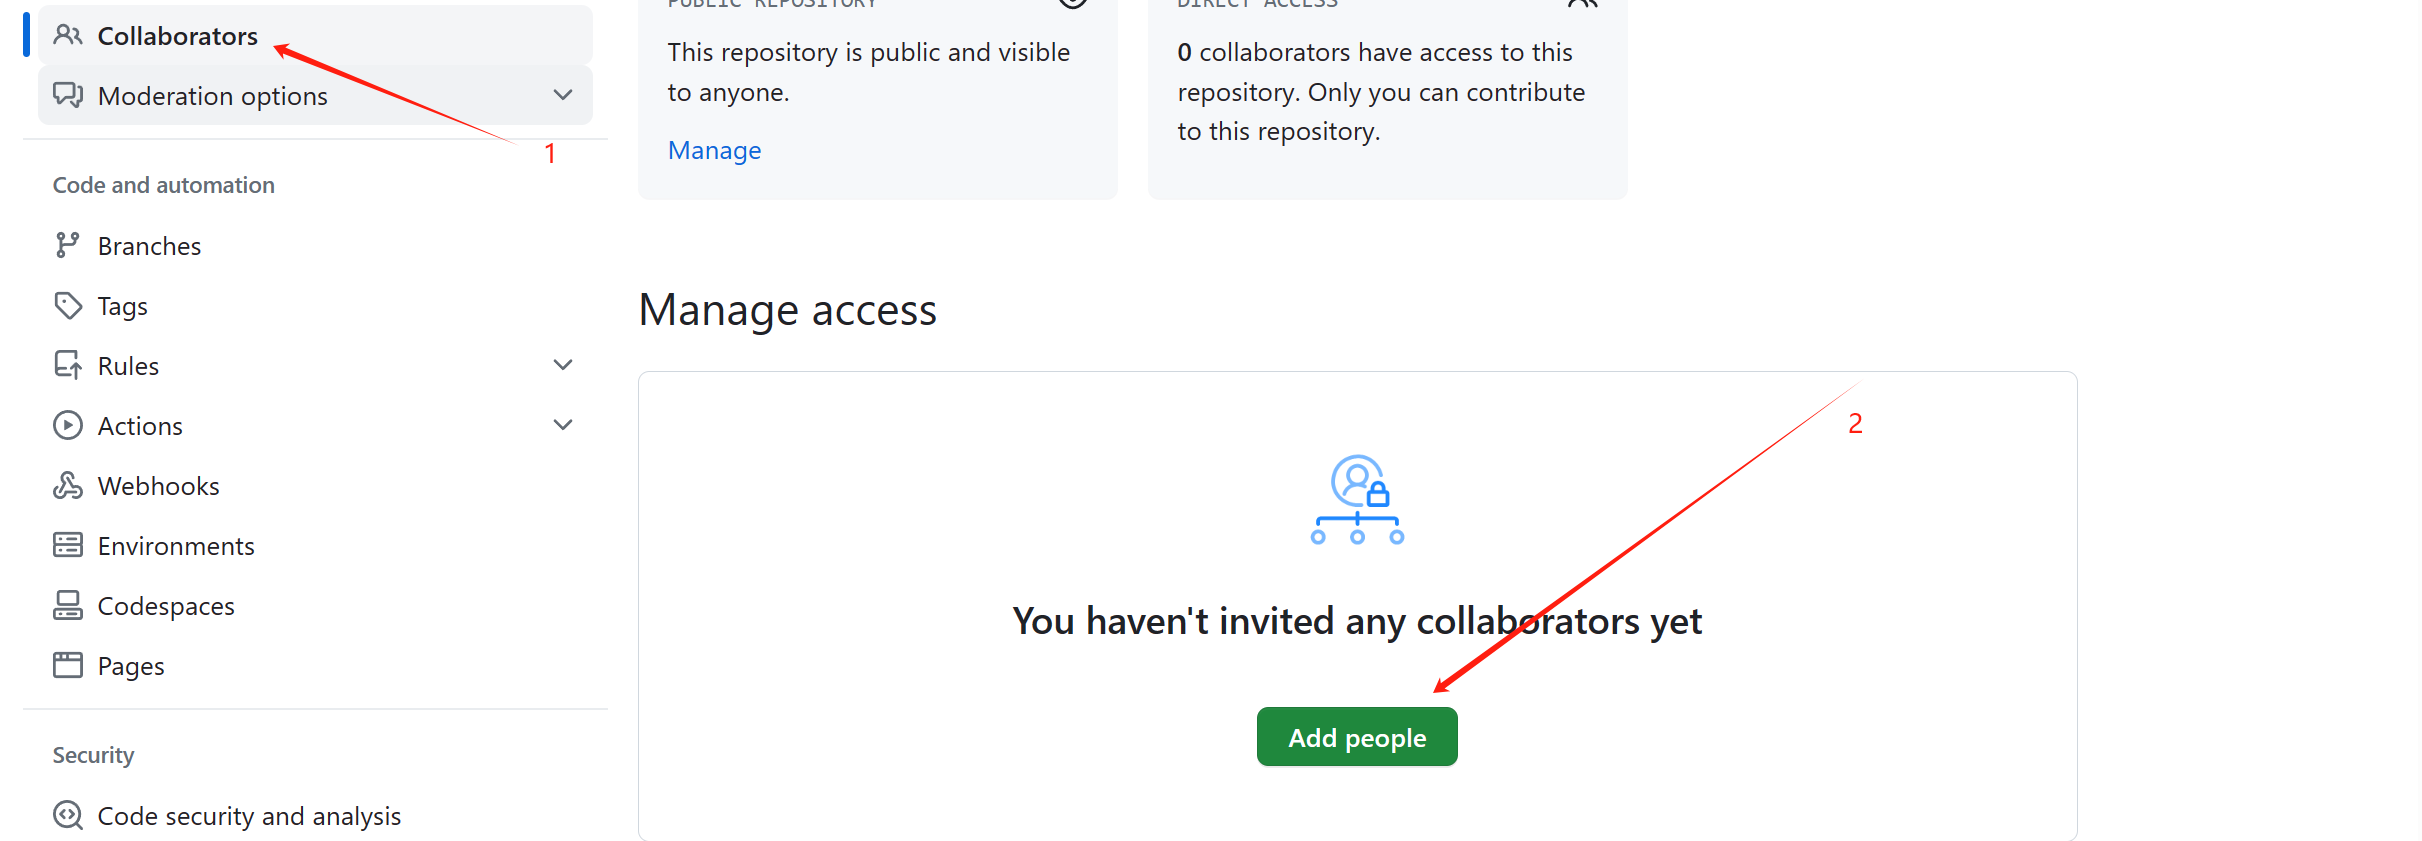 Collaborators
Moderation options
1
Code and automation
Branches
Tags
Rules
Actions
Webhooks
Environments
Codespaces
Pages
Security
Code security and analysis
PUBLIC REPOSITORY
This repository is public and visible
to anyone.
Manage
DIRECT ACCESS
0 collaborators have access to this
repository. Only you can contribute
to this repository.
Manage access
2
You haven't invited any collaborators yet
Add people